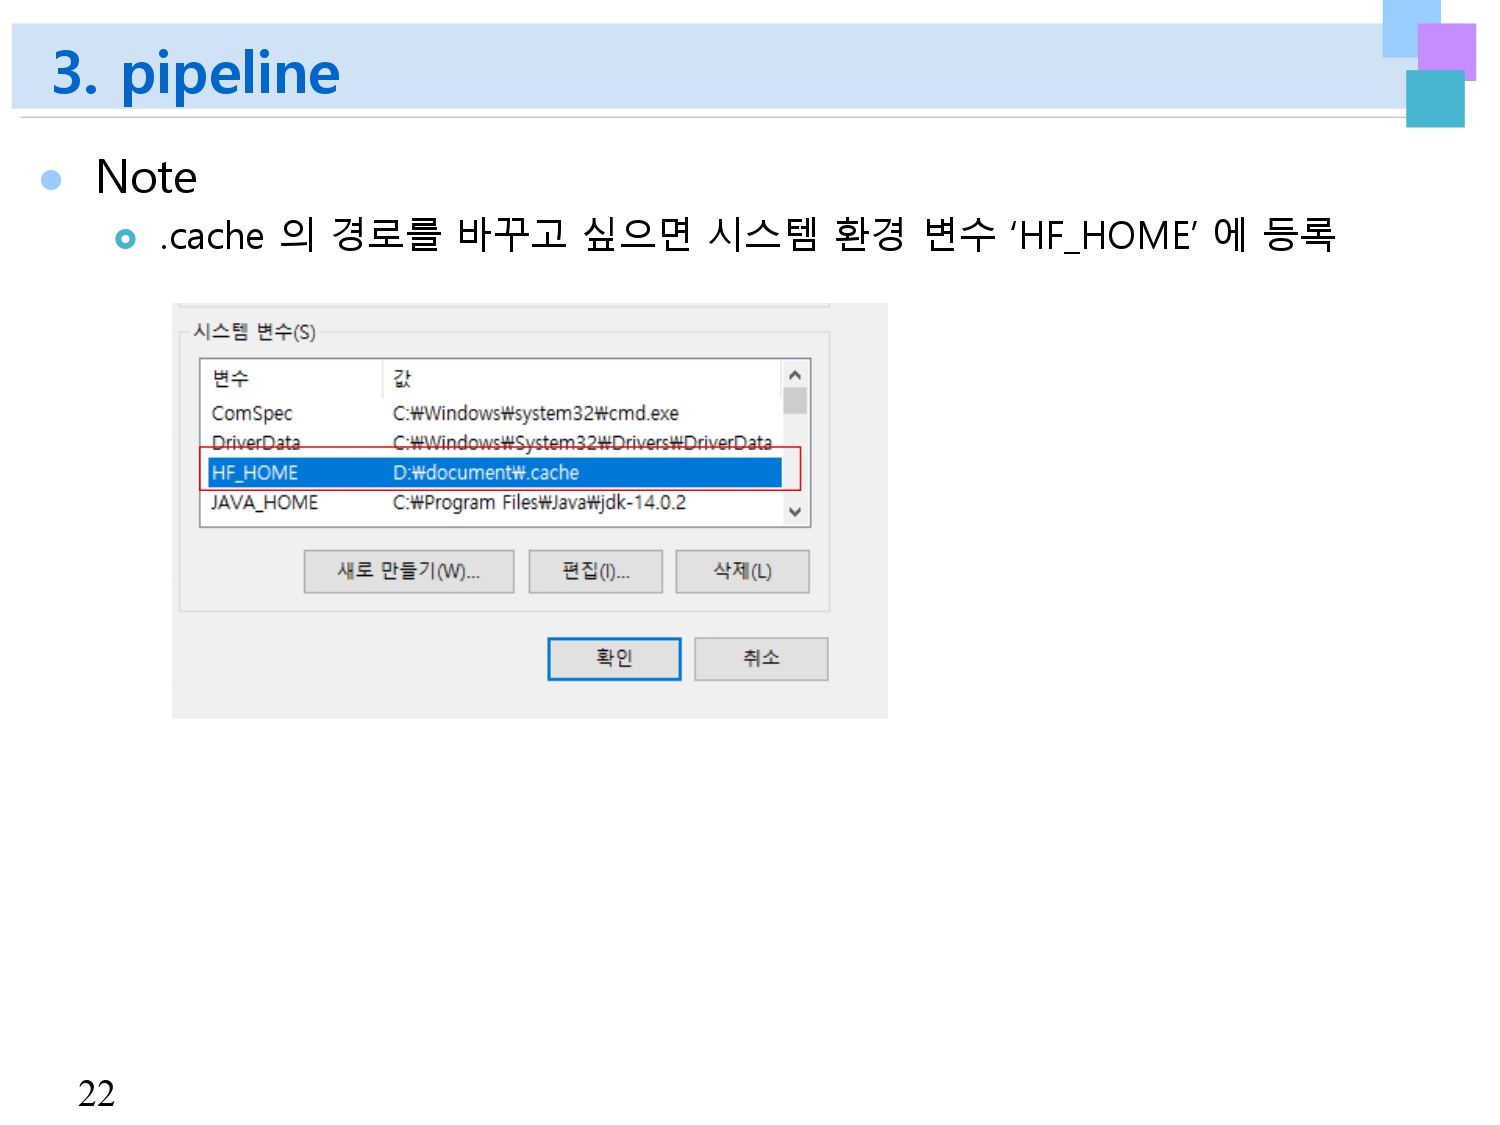 3. pipeline
Note
.cache 의 경로를 바꾸고 싶으면 시스템 환경 변수 ‘HF_HOME’ 에 등록
시스템 변수(S)
변수 값
ComSpec C:₩Windows₩system32₩cmd.exe
DriverData C:₩Windows₩System32₩Drivers₩DriverData
HF_HOME D:₩document₩.cache
JAVA_HOME C:₩Program Files₩Java₩jdk-14.0.2
새로 만들기(W)... 편집(I)... 삭제(L)
확인 취소
22